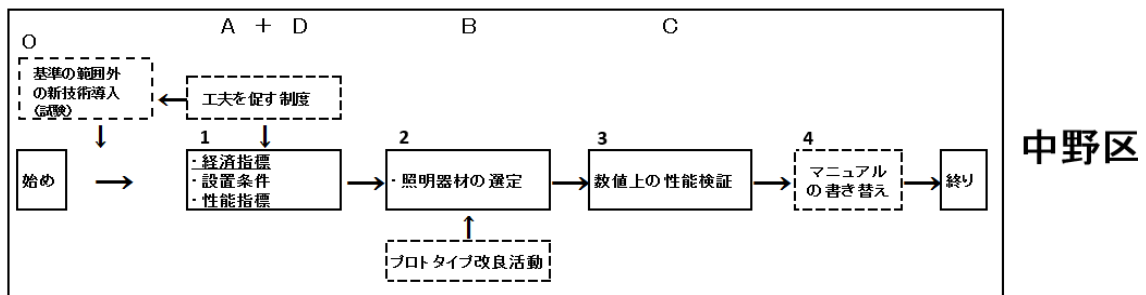 A + D
B
C
O
基準の範囲外
の新技術導入
(試験)
工夫を促す制度
1
2
3
4
始め
・経済指標
・設置条件
・性能指標
・照明器材の選定
数値上の性能検証
マニュアル
の書き替え
終り
プロトタイプ改良活動
中野区